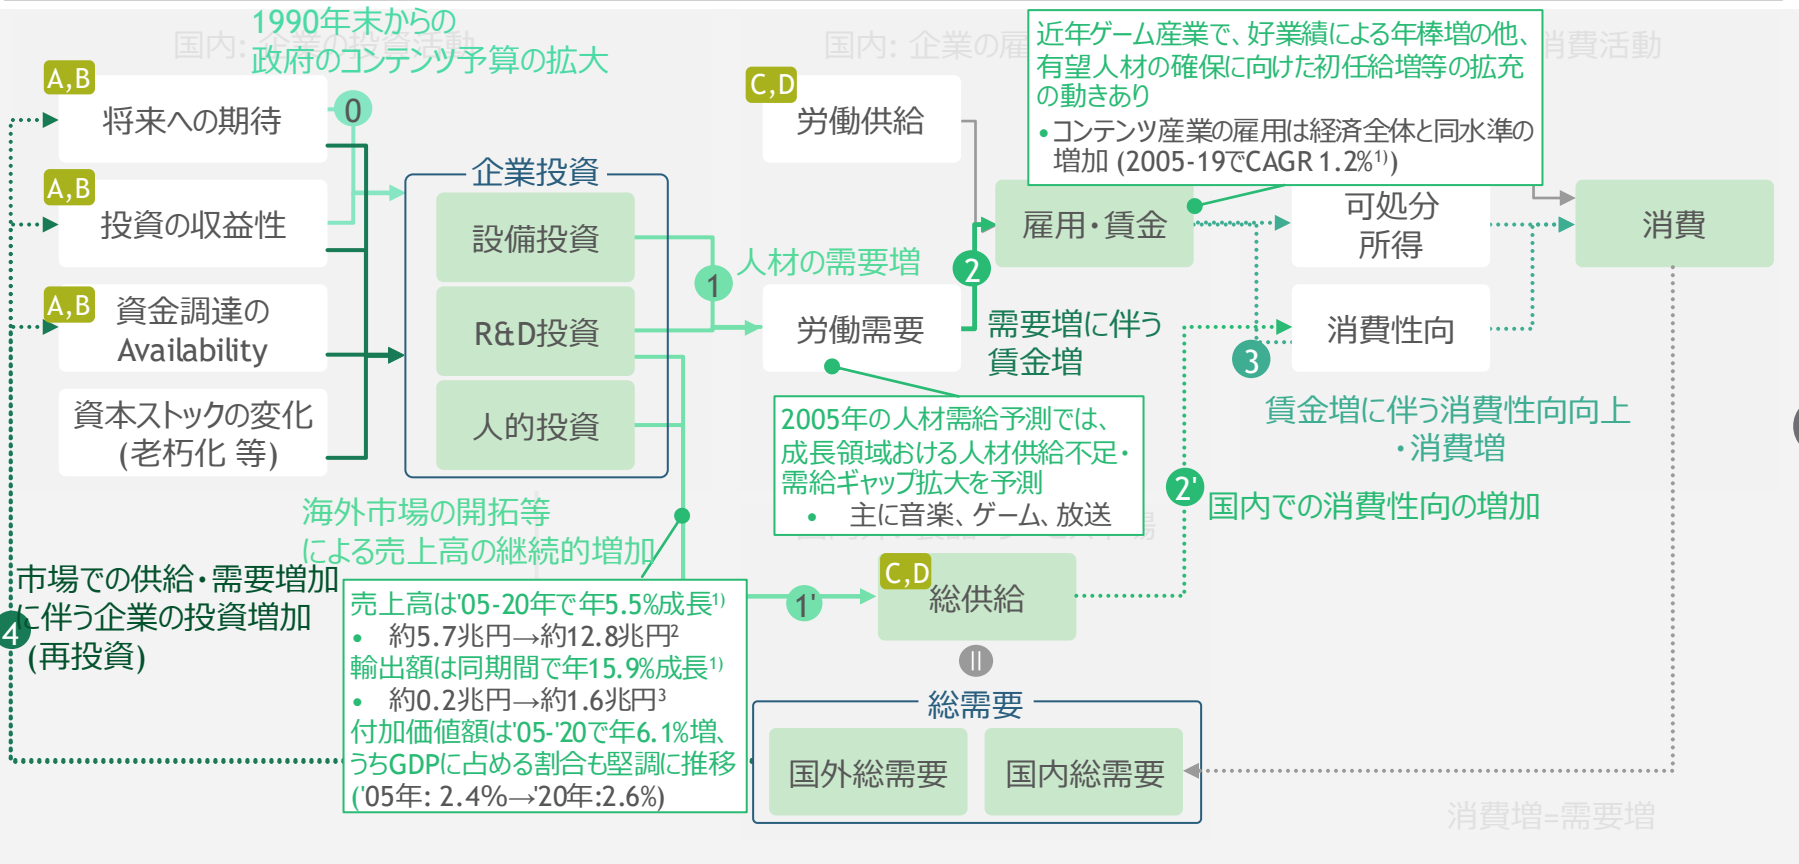 国内: 企業の投資活動
1990年末からの
政府のコンテンツ予算の拡大
国内: 企業の雇
消費活動
近年ゲーム産業で、好業績による年棒増の他、
有望人材の確保に向けた初任給増等の拡充
の動きあり
•コンテンツ産業の雇用は経済全体と同水準の
増加 (2005-19でCAGR 1.2%1))
A,B
将来への期待
0
A,B
投資の収益性
A,B
資金調達の
Availability
資本ストックの変化
(老朽化 等)
企業投資
設備投資
R&D投資
人的投資
1
人材の需要増
C,D
労働供給
労働需要
2
需要増に伴う
賃金増
雇用・賃金
可処分
所得
消費性向
消費
3
賃金増に伴う消費性向向上
・消費増
2005年の人材需給予測では、
成長領域おける人材供給不足・
需給ギャップ拡大を予測
• 主に音楽、ゲーム、放送
2'
国内での消費性向の増加
海外市場の開拓等
による売上高の継続的増加
市場での供給・需要増加
に伴う企業の投資増加
(再投資)
4
売上高は'05-20年で年5.5%成長1)
• 約5.7兆円→約12.8兆円2
輸出額は同期間で年15.9%成長1)
• 約0.2兆円→約1.6兆円3
付加価値額は'05-'20で年6.1%増、
うちGDPに占める割合も堅調に推移
('05年: 2.4%→'20年:2.6%)
1'
C,D
総供給
=
総需要
国外総需要
国内総需要
消費増=需要増